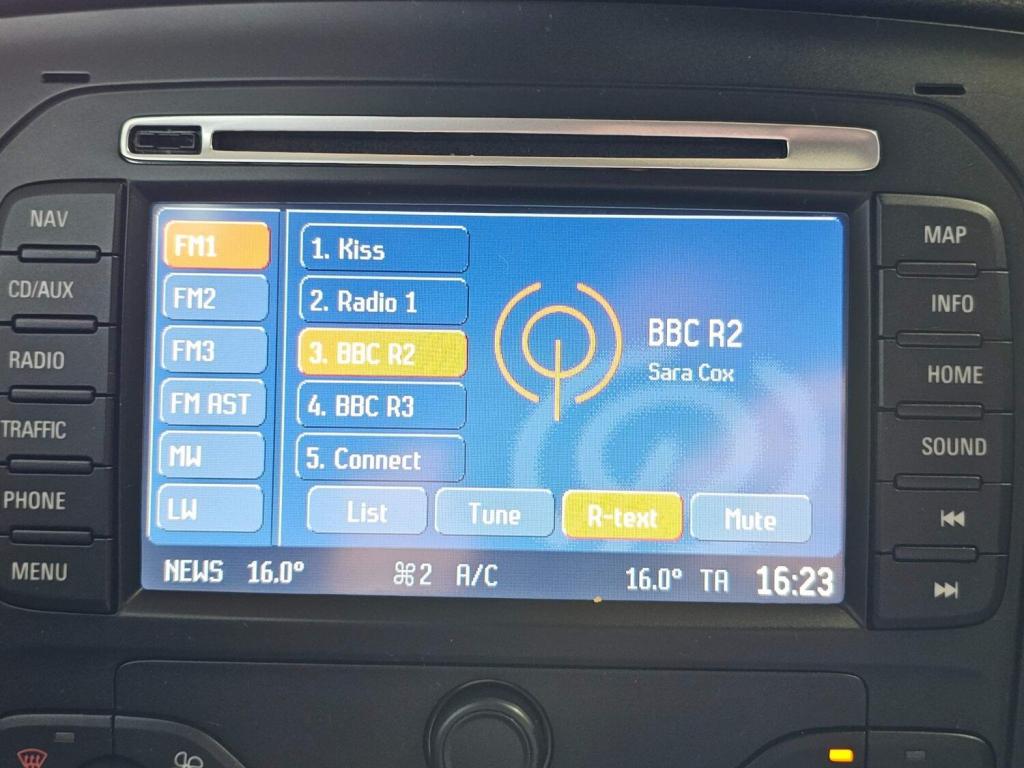 NAV
CD/AUX
RADIO
TRAFFIC
PHONE
MENU
FM1
FM2
FM3
FM AST
MW
LW
1. Kiss
2. Radio 1
3. BBC R2
4. BBC R3
5. Connect
BBC R2
Sara Cox
List
Tune
R-text
Mute
NEWS 16.0° ⌘2 A/C 16.0° TA 16:23
MAP
INFO
HOME
SOUND